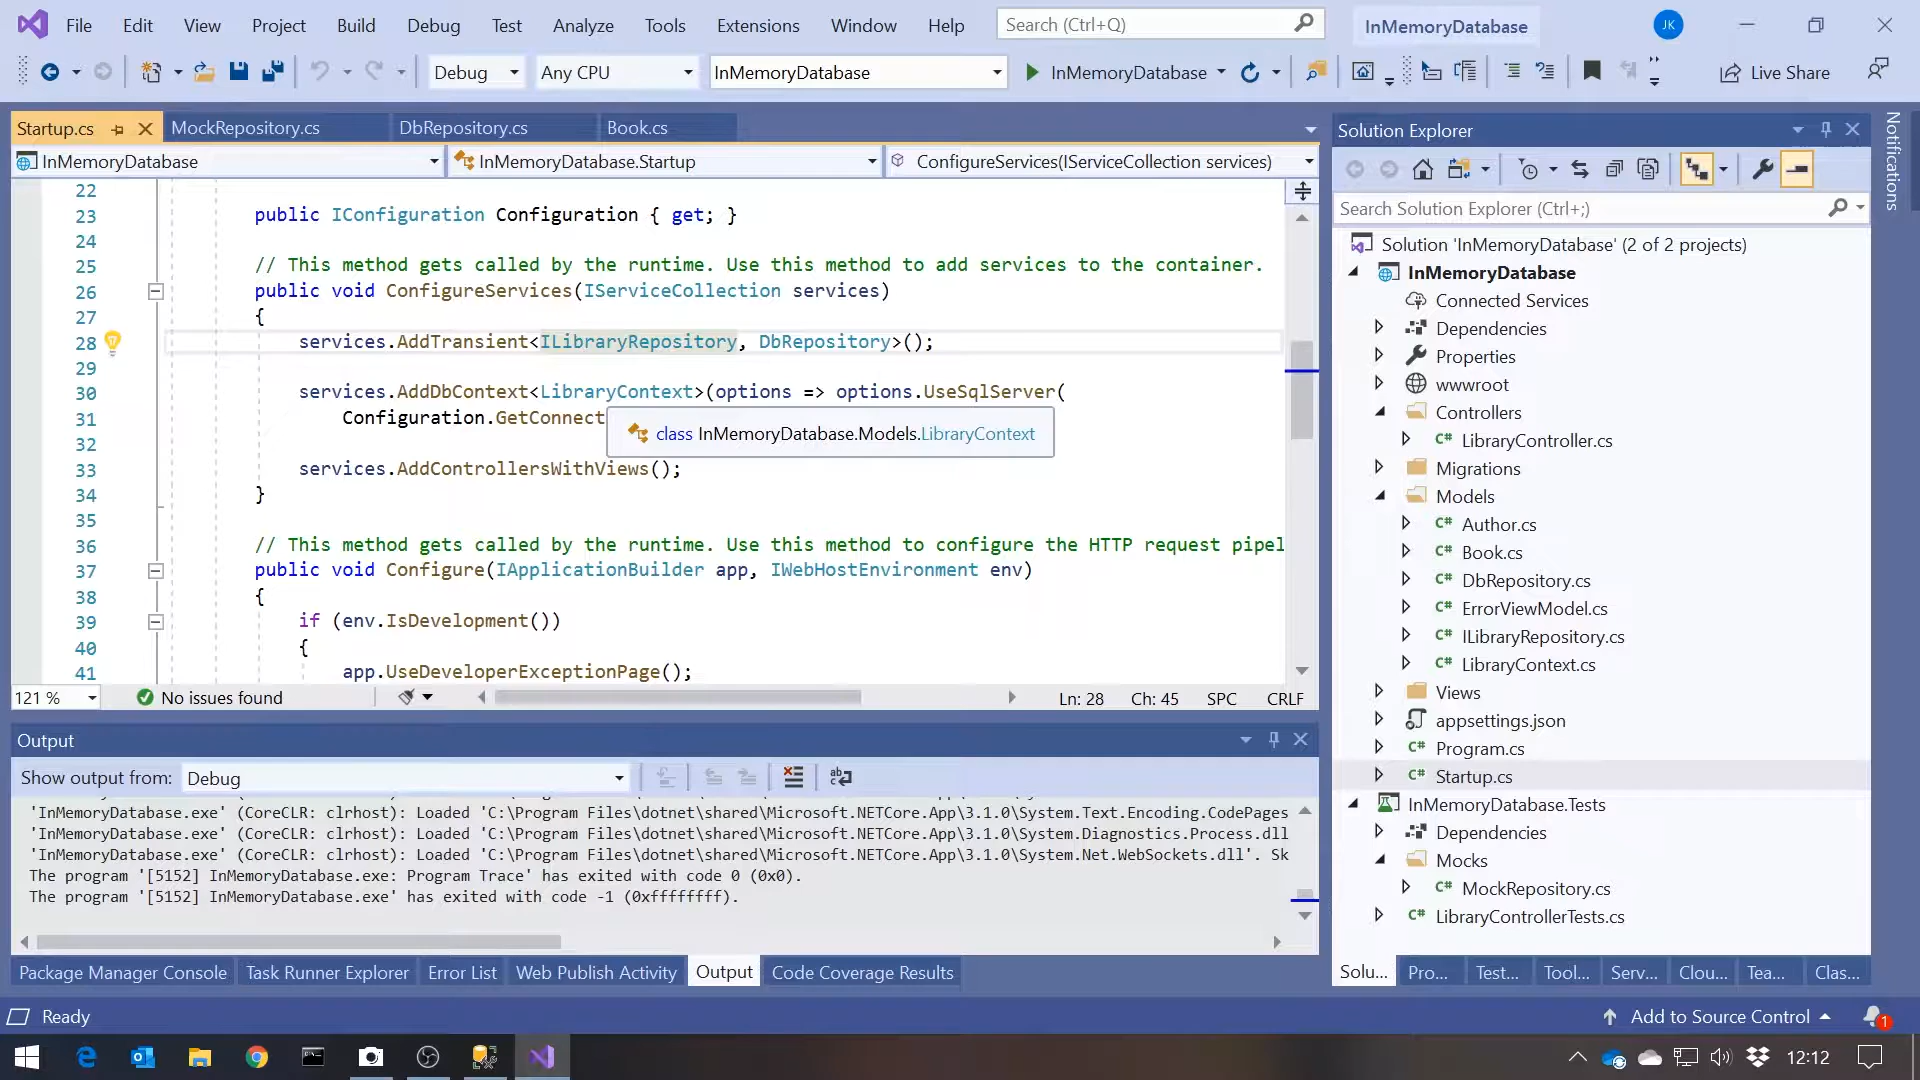 File Edit View Project Build Debug Test Analyze Tools Extensions Window Help Search (Ctrl+Q) InMemoryDatabase JK
Debug Any CPU InMemoryDatabase InMemoryDatabase Live Share
Startup.cs MockRepository.cs DbRepository.cs Book.cs
InMemoryDatabase InMemoryDatabase.Startup ConfigureServices(IServiceCollection services)
22
23 public IConfiguration Configuration { get; }
24
25 // This method gets called by the runtime. Use this method to add services to the container.
26 public void ConfigureServices(IServiceCollection services)
27 {
28 services.AddTransient<ILibraryRepository, DbRepository>();
29
30 services.AddDbContext<LibraryContext>(options => options.UseSqlServer(
31 Configuration.GetConnect
class InMemoryDatabase.Models.LibraryContext
32
33 services.AddControllersWithViews();
34 }
35
36 // This method gets called by the runtime. Use this method to configure the HTTP request pipel
37 public void Configure(IApplicationBuilder app, IWebHostEnvironment env)
38 {
39 if (env.IsDevelopment())
40 {
41 app.UseDeveloperExceptionPage();
121 % No issues found Ln: 28 Ch: 45 SPC CRLF
Output
Show output from: Debug
'InMemoryDatabase.exe' (CoreCLR: clrhost): Loaded 'C:\Program Files\dotnet\shared\Microsoft.NETCore.App\3.1.0\System.Text.Encoding.CodePages
'InMemoryDatabase.exe' (CoreCLR: clrhost): Loaded 'C:\Program Files\dotnet\shared\Microsoft.NETCore.App\3.1.0\System.Diagnostics.Process.dll
'InMemoryDatabase.exe' (CoreCLR: clrhost): Loaded 'C:\Program Files\dotnet\shared\Microsoft.NETCore.App\3.1.0\System.Net.WebSockets.dll'. Sk
The program '[5152] InMemoryDatabase.exe: Program Trace' has exited with code 0 (0x0).
The program '[5152] InMemoryDatabase.exe' has exited with code -1 (0xffffffff).
Package Manager Console Task Runner Explorer Error List Web Publish Activity Output Code Coverage Results
Solution Explorer
Search Solution Explorer (Ctrl+;)
Solution 'InMemoryDatabase' (2 of 2 projects)
InMemoryDatabase
Connected Services
Dependencies
Properties
wwwroot
Controllers
C# LibraryController.cs
Migrations
Models
C# Author.cs
C# Book.cs
C# DbRepository.cs
C# ErrorViewModel.cs
C# ILibraryRepository.cs
C# LibraryContext.cs
Views
appsettings.json
C# Program.cs
C# Startup.cs
InMemoryDatabase.Tests
Dependencies
Mocks
C# MockRepository.cs
C# LibraryControllerTests.cs
Solu... Pro... Test... Tool... Serv... Clou... Tea... Clas...
Notifications
Ready Add to Source Control 1
12:12